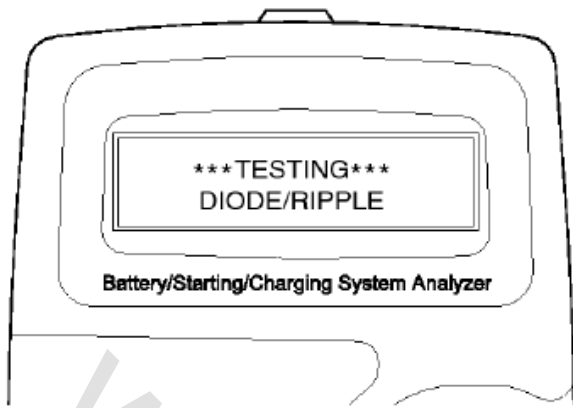 ***TESTING***
DIODE/RIPPLE
Battery/Starting/Charging System Analyzer